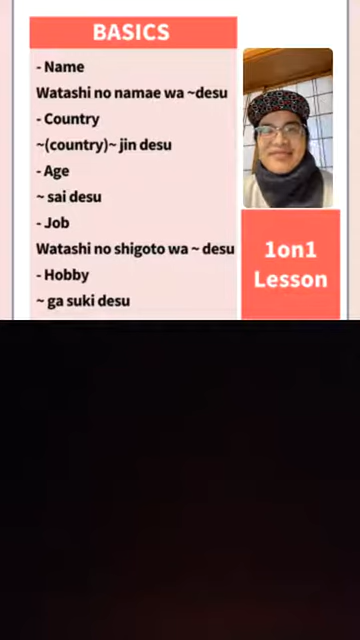 BASICS
- Name
Watashi no namae wa ~desu
- Country
~(country)~ jin desu
- Age
~ sai desu
- Job
Watashi no shigoto wa ~ desu
- Hobby
~ ga suki desu
1on1
Lesson